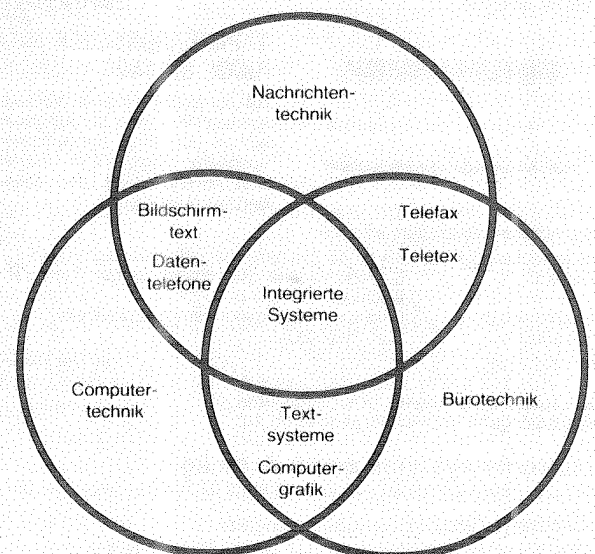 Nachrichten-
technik
Bildschirm-
text
Daten-
telefone
Telefax
Teletex
Integrierte
Systeme
Computer-
technik
Burotechnik
Text-
systeme
Computer-
grafik